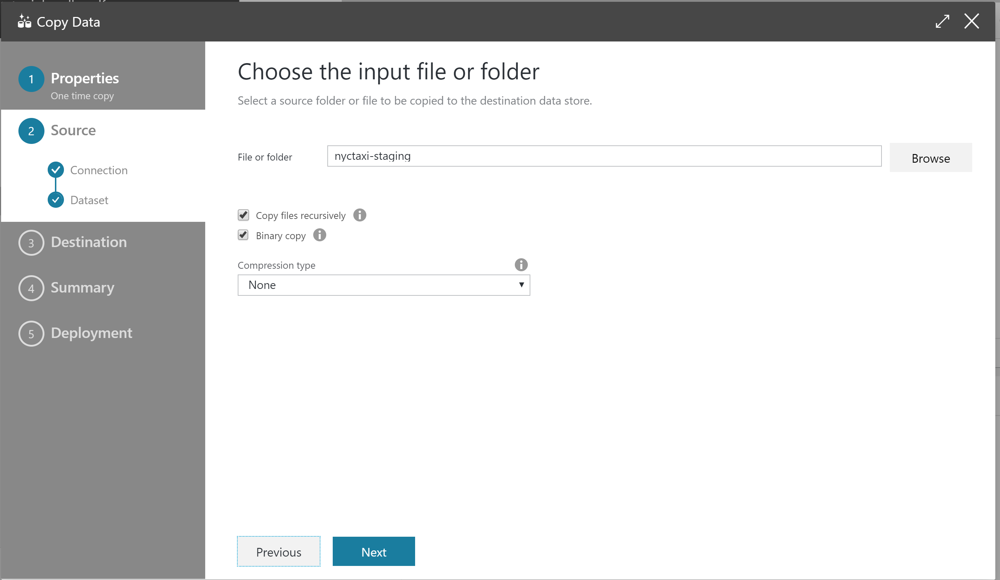 Copy Data
1 Properties
One time copy
2 Source
Connection
Dataset
3 Destination
4 Summary
5 Deployment
Choose the input file or folder
Select a source folder or file to be copied to the destination data store.
File or folder nyctaxi-staging Browse
Copy files recursively
Binary copy
Compression type
None
Previous Next